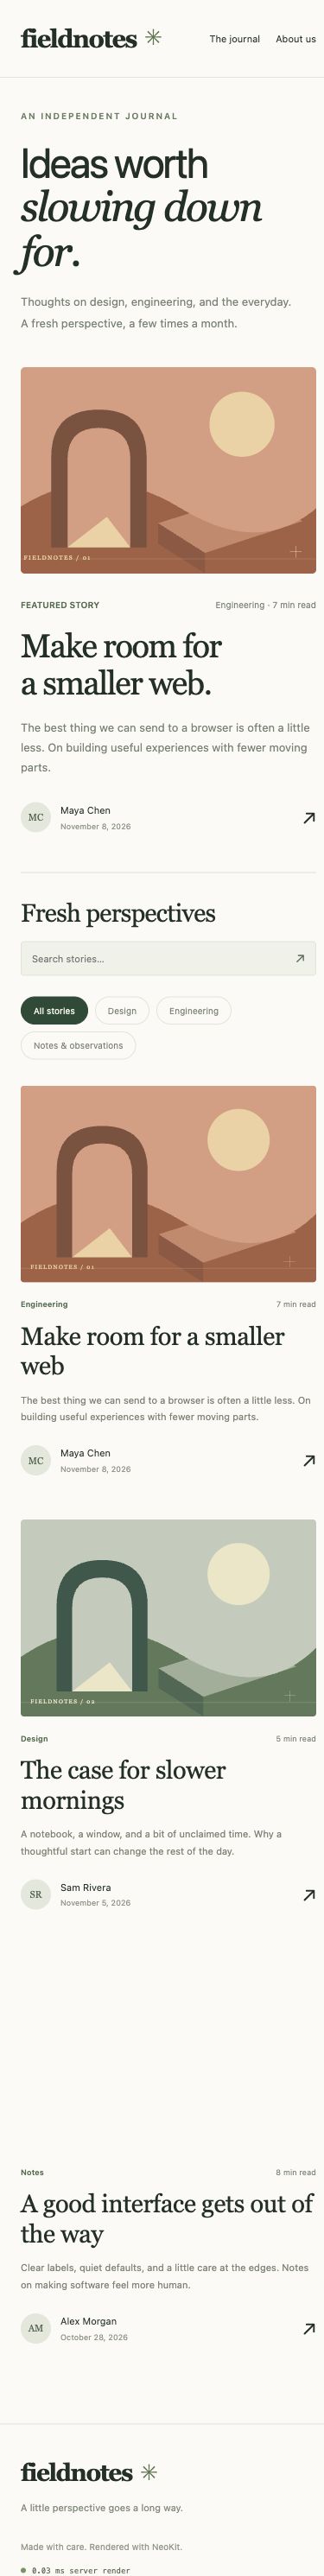 fieldnotes
The journal About us
AN INDEPENDENT JOURNAL
Ideas worth
slowing down
for.
Thoughts on design, engineering, and the everyday.
A fresh perspective, a few times a month.
FIELDNOTES / 01
FEATURED STORY Engineering · 7 min read
Make room for
a smaller web.
The best thing we can send to a browser is often a little
less. On building useful experiences with fewer moving
parts.
MC
Maya Chen
November 8, 2026
Fresh perspectives
Search stories...
All stories Design Engineering
Notes & observations
FIELDNOTES / 01
Engineering 7 min read
Make room for a smaller
web
The best thing we can send to a browser is often a little less. On
building useful experiences with fewer moving parts.
MC
Maya Chen
November 8, 2026
FIELDNOTES / 02
Design 5 min read
The case for slower
mornings
A notebook, a window, and a bit of unclaimed time. Why a
thoughtful start can change the rest of the day.
SR
Sam Rivera
November 5, 2026
Notes 8 min read
A good interface gets out of
the way
Clear labels, quiet defaults, and a little care at the edges. Notes
on making software feel more human.
AM
Alex Morgan
October 28, 2026
fieldnotes
A little perspective goes a long way.
Made with care. Rendered with NeoKit.
0.03 ms server render